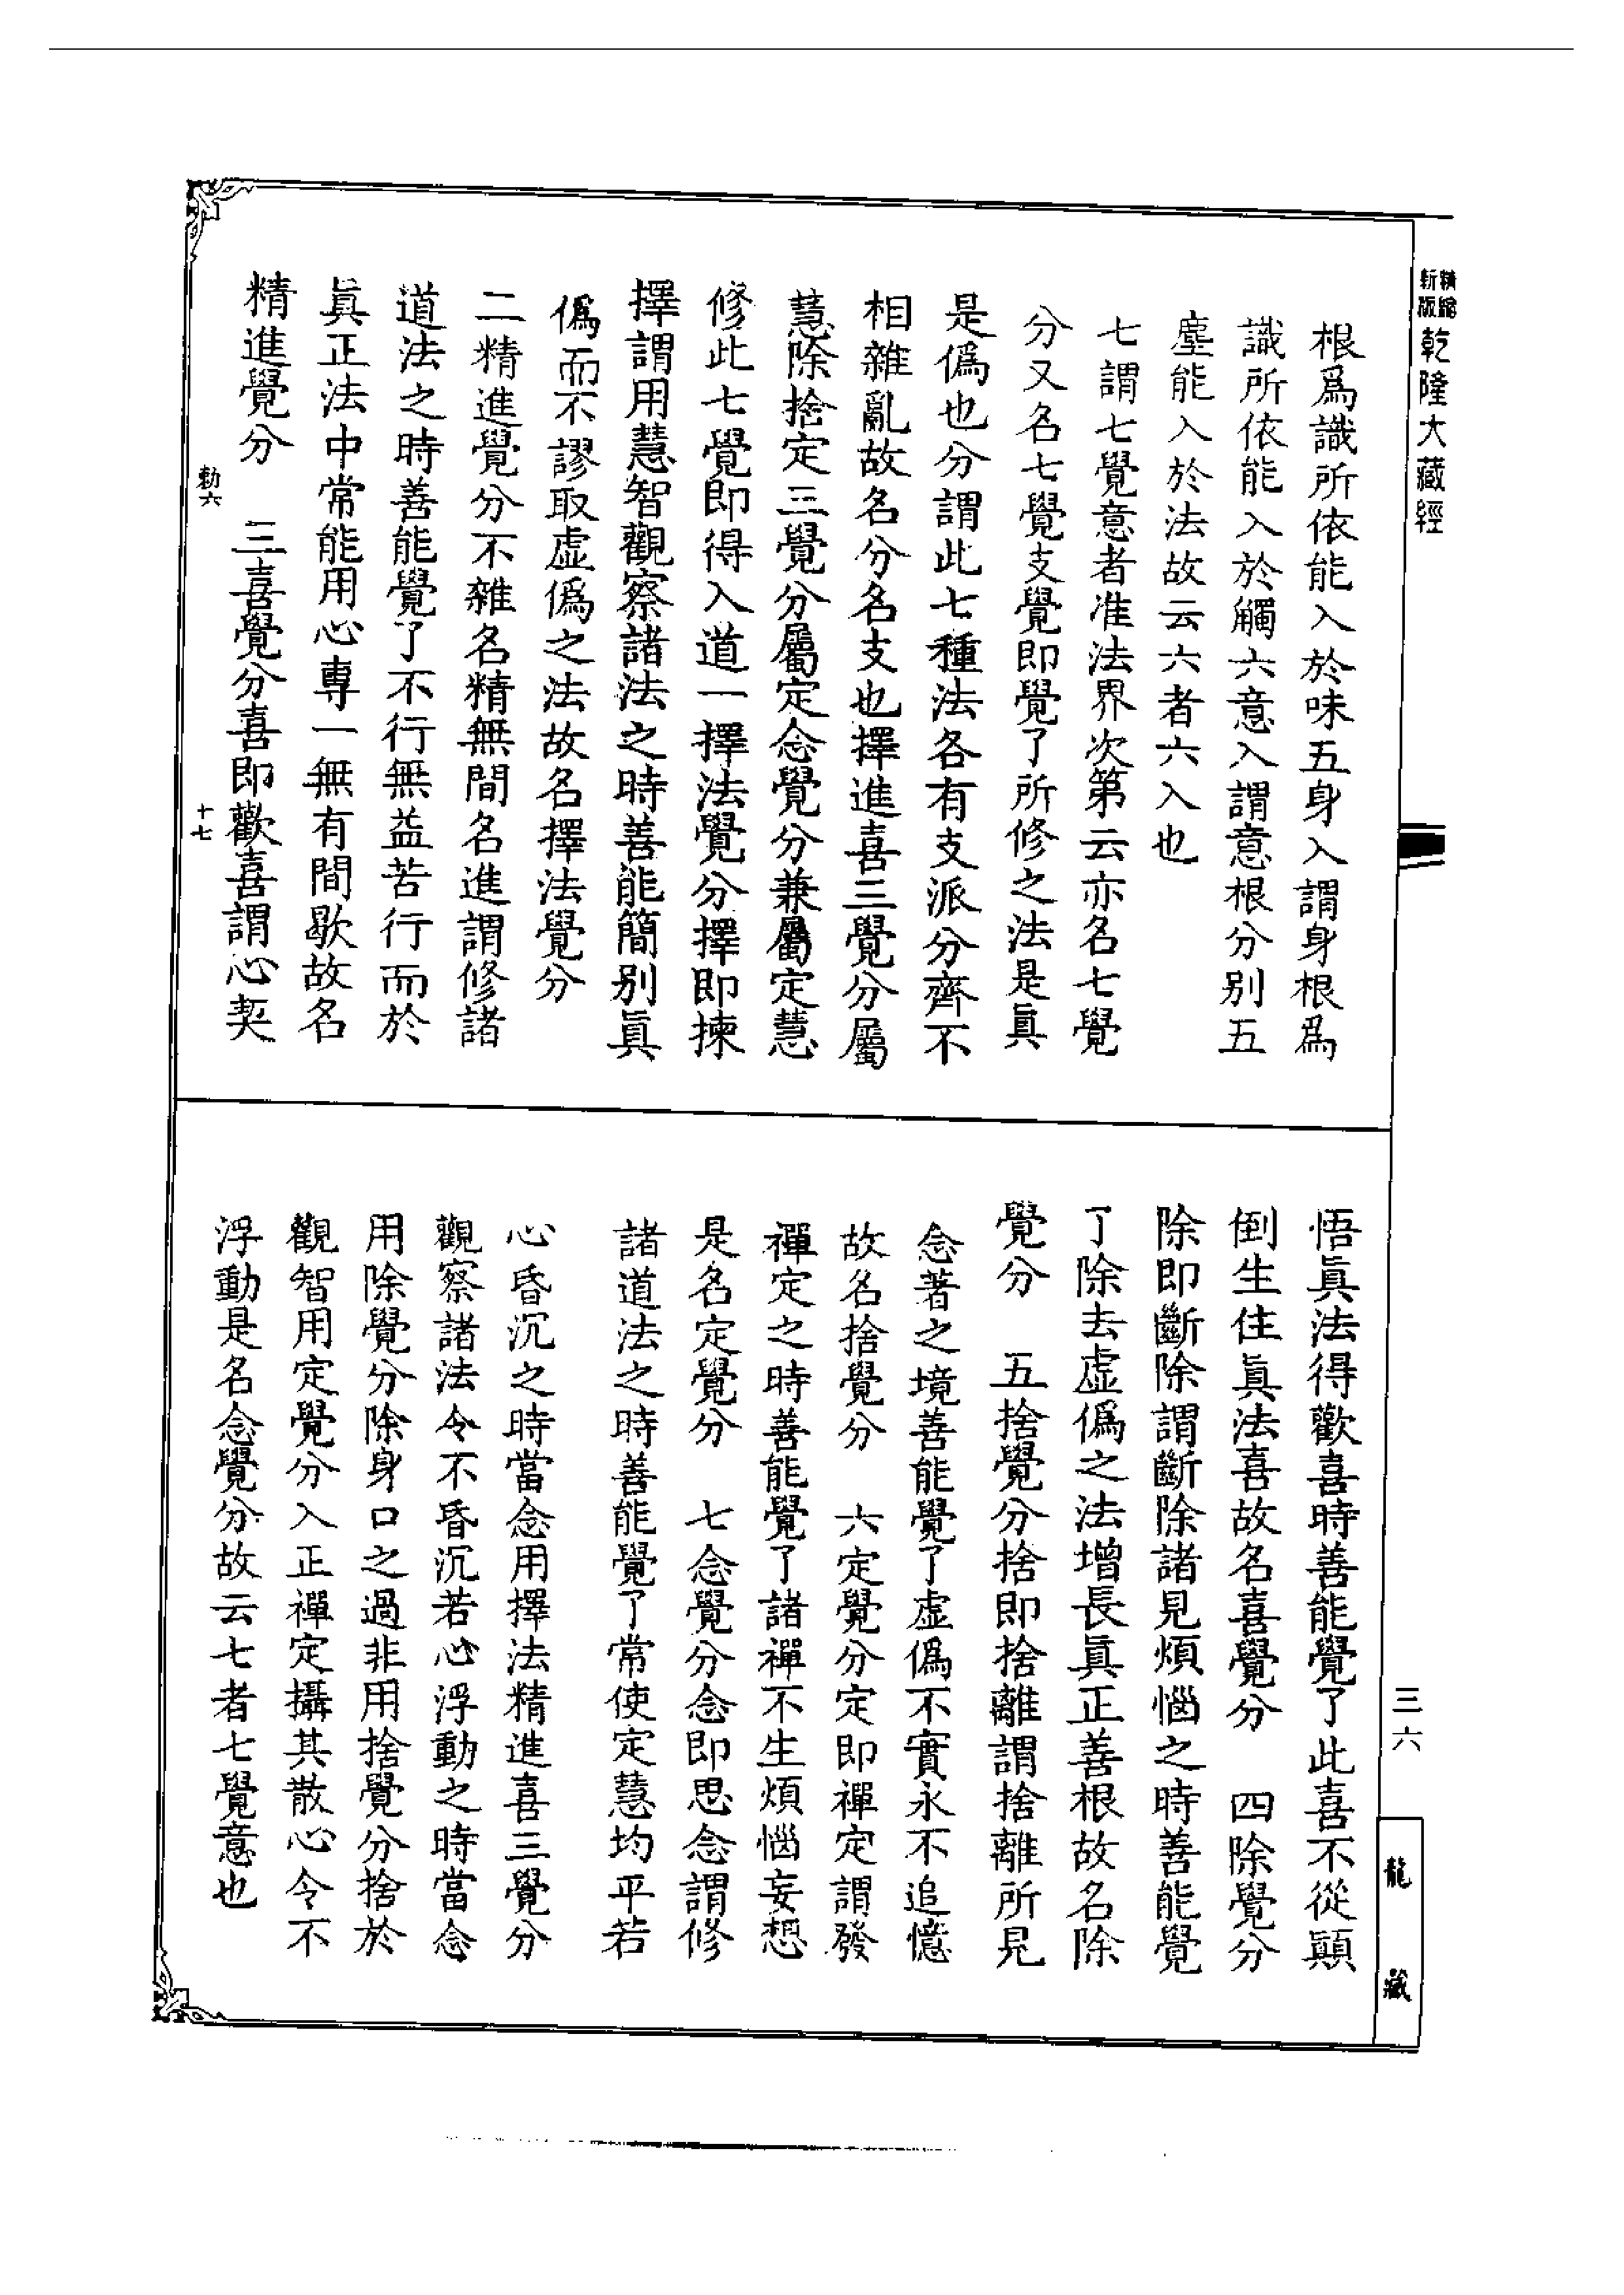 精縮新版乾隆大藏經
根爲識所依能入於味五身入謂身根爲
識所依能入於觸六意入謂意根分別五
塵能入於法故云六者六入也
七謂七覺意者准法界次第云亦名七覺
分又名七覺支覺即覺了所修之法是眞
是僞也分謂此七種法各有支派分齊不
相雜亂故名分名支也擇進喜三覺分屬
慧除捨定三覺分屬定念覺分兼屬定慧
修此七覺即得入道一擇法覺分擇即揀
擇謂用慧智觀察諸法之時善能簡別眞
僞而不謬取虛僞之法故名擇法覺分
二精進覺分不雜名精無間名進謂修諸
道法之時善能覺了不行無益苦行而於
眞正法中常能用心專一無有間歇故名
精進覺分　三喜覺分喜即歡喜謂心契
勅六　十七
悟眞法得歡喜時善能覺了此喜不從顚
倒生住眞法喜故名喜覺分　四除覺分
除即斷除謂斷除諸見煩惱之時善能覺
了除去虛僞之法增長眞正善根故名除
覺分　五捨覺分捨即捨離謂捨離所見
念著之境善能覺了虛僞不實永不追憶
故名捨覺分　六定覺分定即禪定謂發
禪定之時善能覺了諸禪不生煩惱妄想
是名定覺分　七念覺分念即思念謂修
諸道法之時善能覺了常使定慧均平若
心昏沉之時當念用擇法精進喜三覺分
觀察諸法令不昏沉若心浮動之時當念
用除覺分除身口之過非用捨覺分捨於
觀智用定覺分入正禪定攝其散心令不
浮動是名念覺分故云七者七覺意也
三六
龍藏